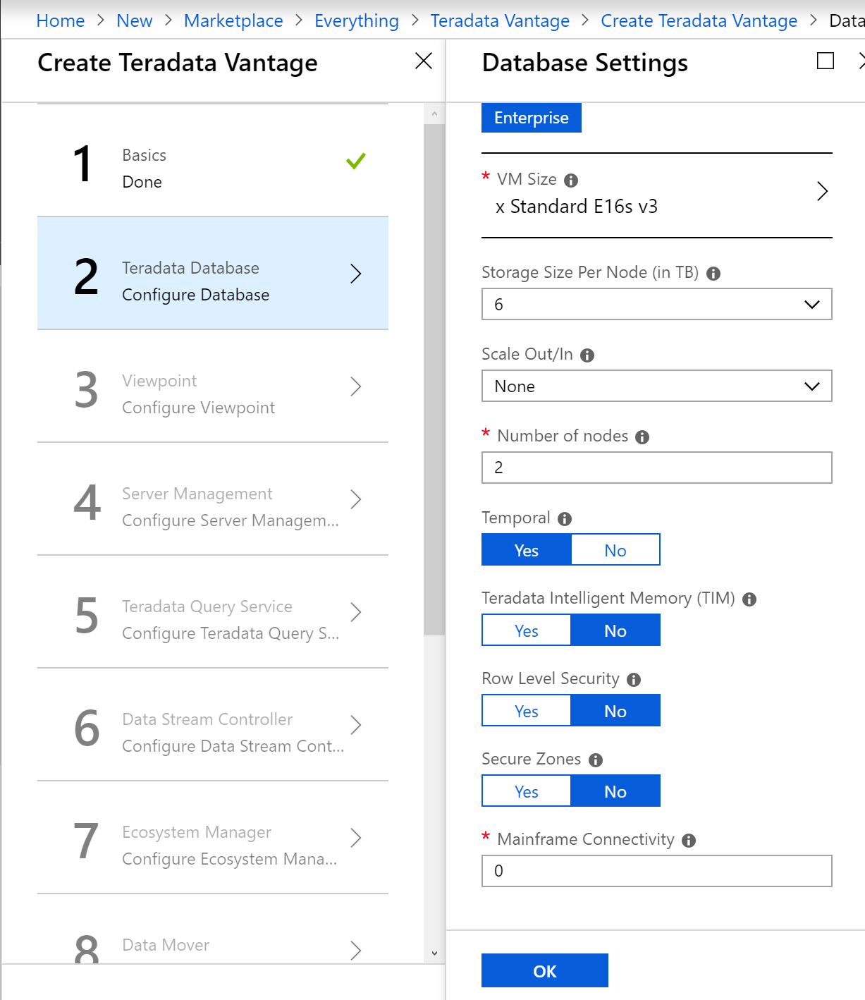 Home > New > Marketplace > Everything > Teradata Vantage > Create Teradata Vantage > Data
Create Teradata Vantage
1
Basics
Done
2
Teradata Database
Configure Database
3
Viewpoint
Configure Viewpoint
4
Server Management
Configure Server Managem...
5
Teradata Query Service
Configure Teradata Query S...
6
Data Stream Controller
Configure Data Stream Cont...
7
Ecosystem Manager
Configure Ecosystem Mana...
8
Data Mover
Database Settings
Enterprise
* VM Size
x Standard E16s v3
Storage Size Per Node (in TB)
6
Scale Out/In
None
* Number of nodes
2
Temporal
Yes No
Teradata Intelligent Memory (TIM)
Yes No
Row Level Security
Yes No
Secure Zones
Yes No
* Mainframe Connectivity
0
OK